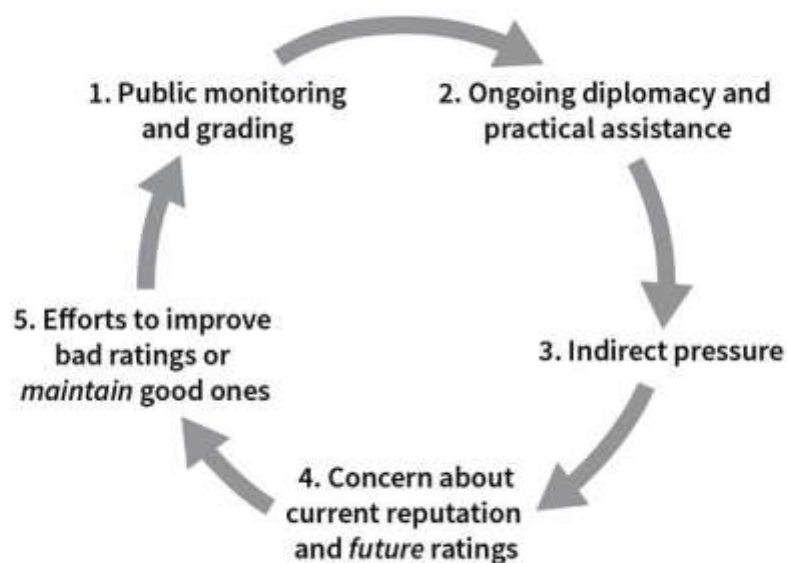 1. Public monitoring
and grading
2. Ongoing diplomacy and
practical assistance
3. Indirect pressure
4. Concern about
current reputation
and future ratings
5. Efforts to improve
bad ratings or
maintain good ones